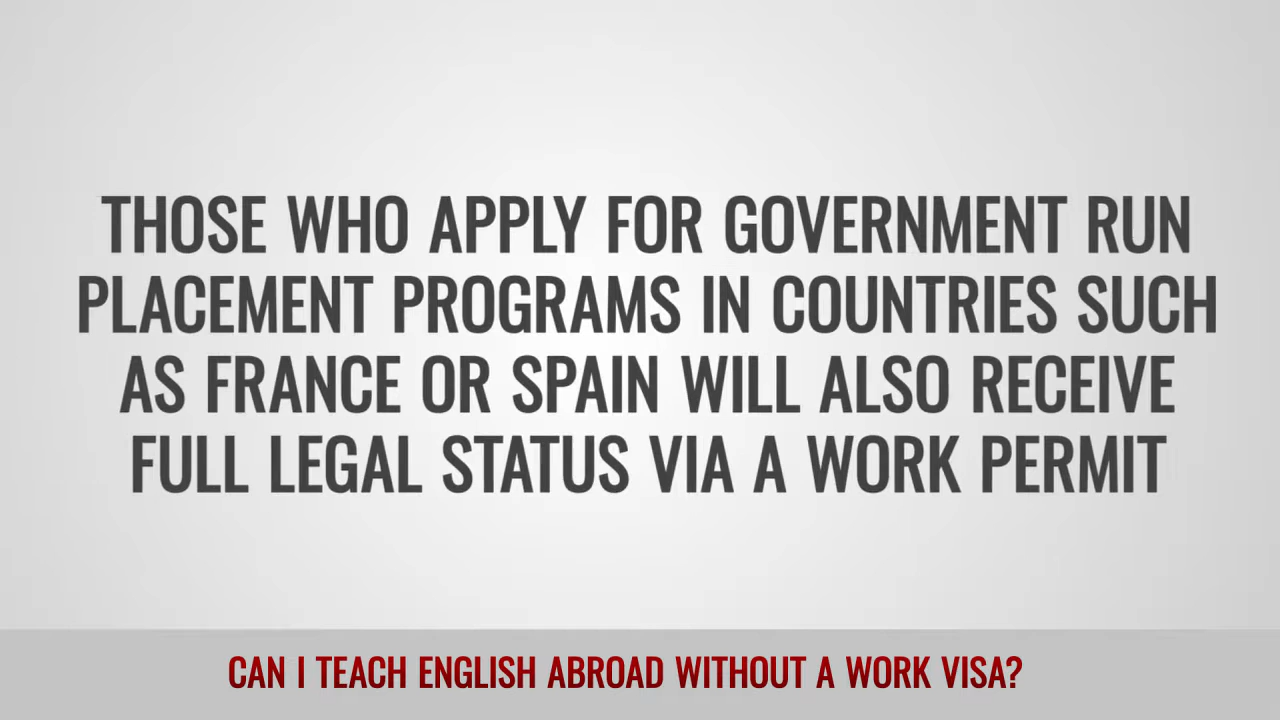 THOSE WHO APPLY FOR GOVERNMENT RUN
PLACEMENT PROGRAMS IN COUNTRIES SUCH
AS FRANCE OR SPAIN WILL ALSO RECEIVE
FULL LEGAL STATUS VIA A WORK PERMIT
CAN I TEACH ENGLISH ABROAD WITHOUT A WORK VISA?